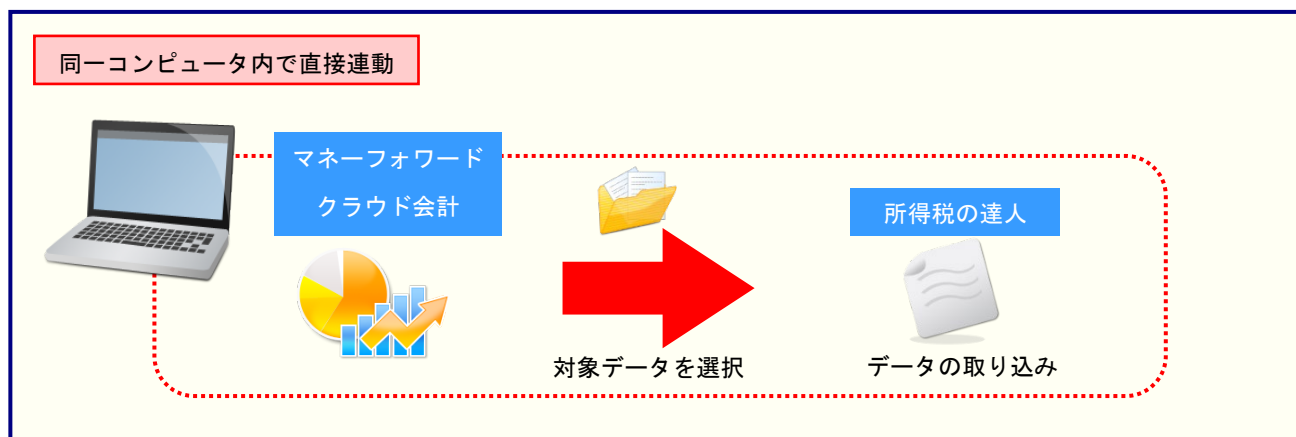 同一コンピュータ内で直接連動
マネーフォワード
クラウド会計
所得税の達人
対象データを選択
データの取り込み